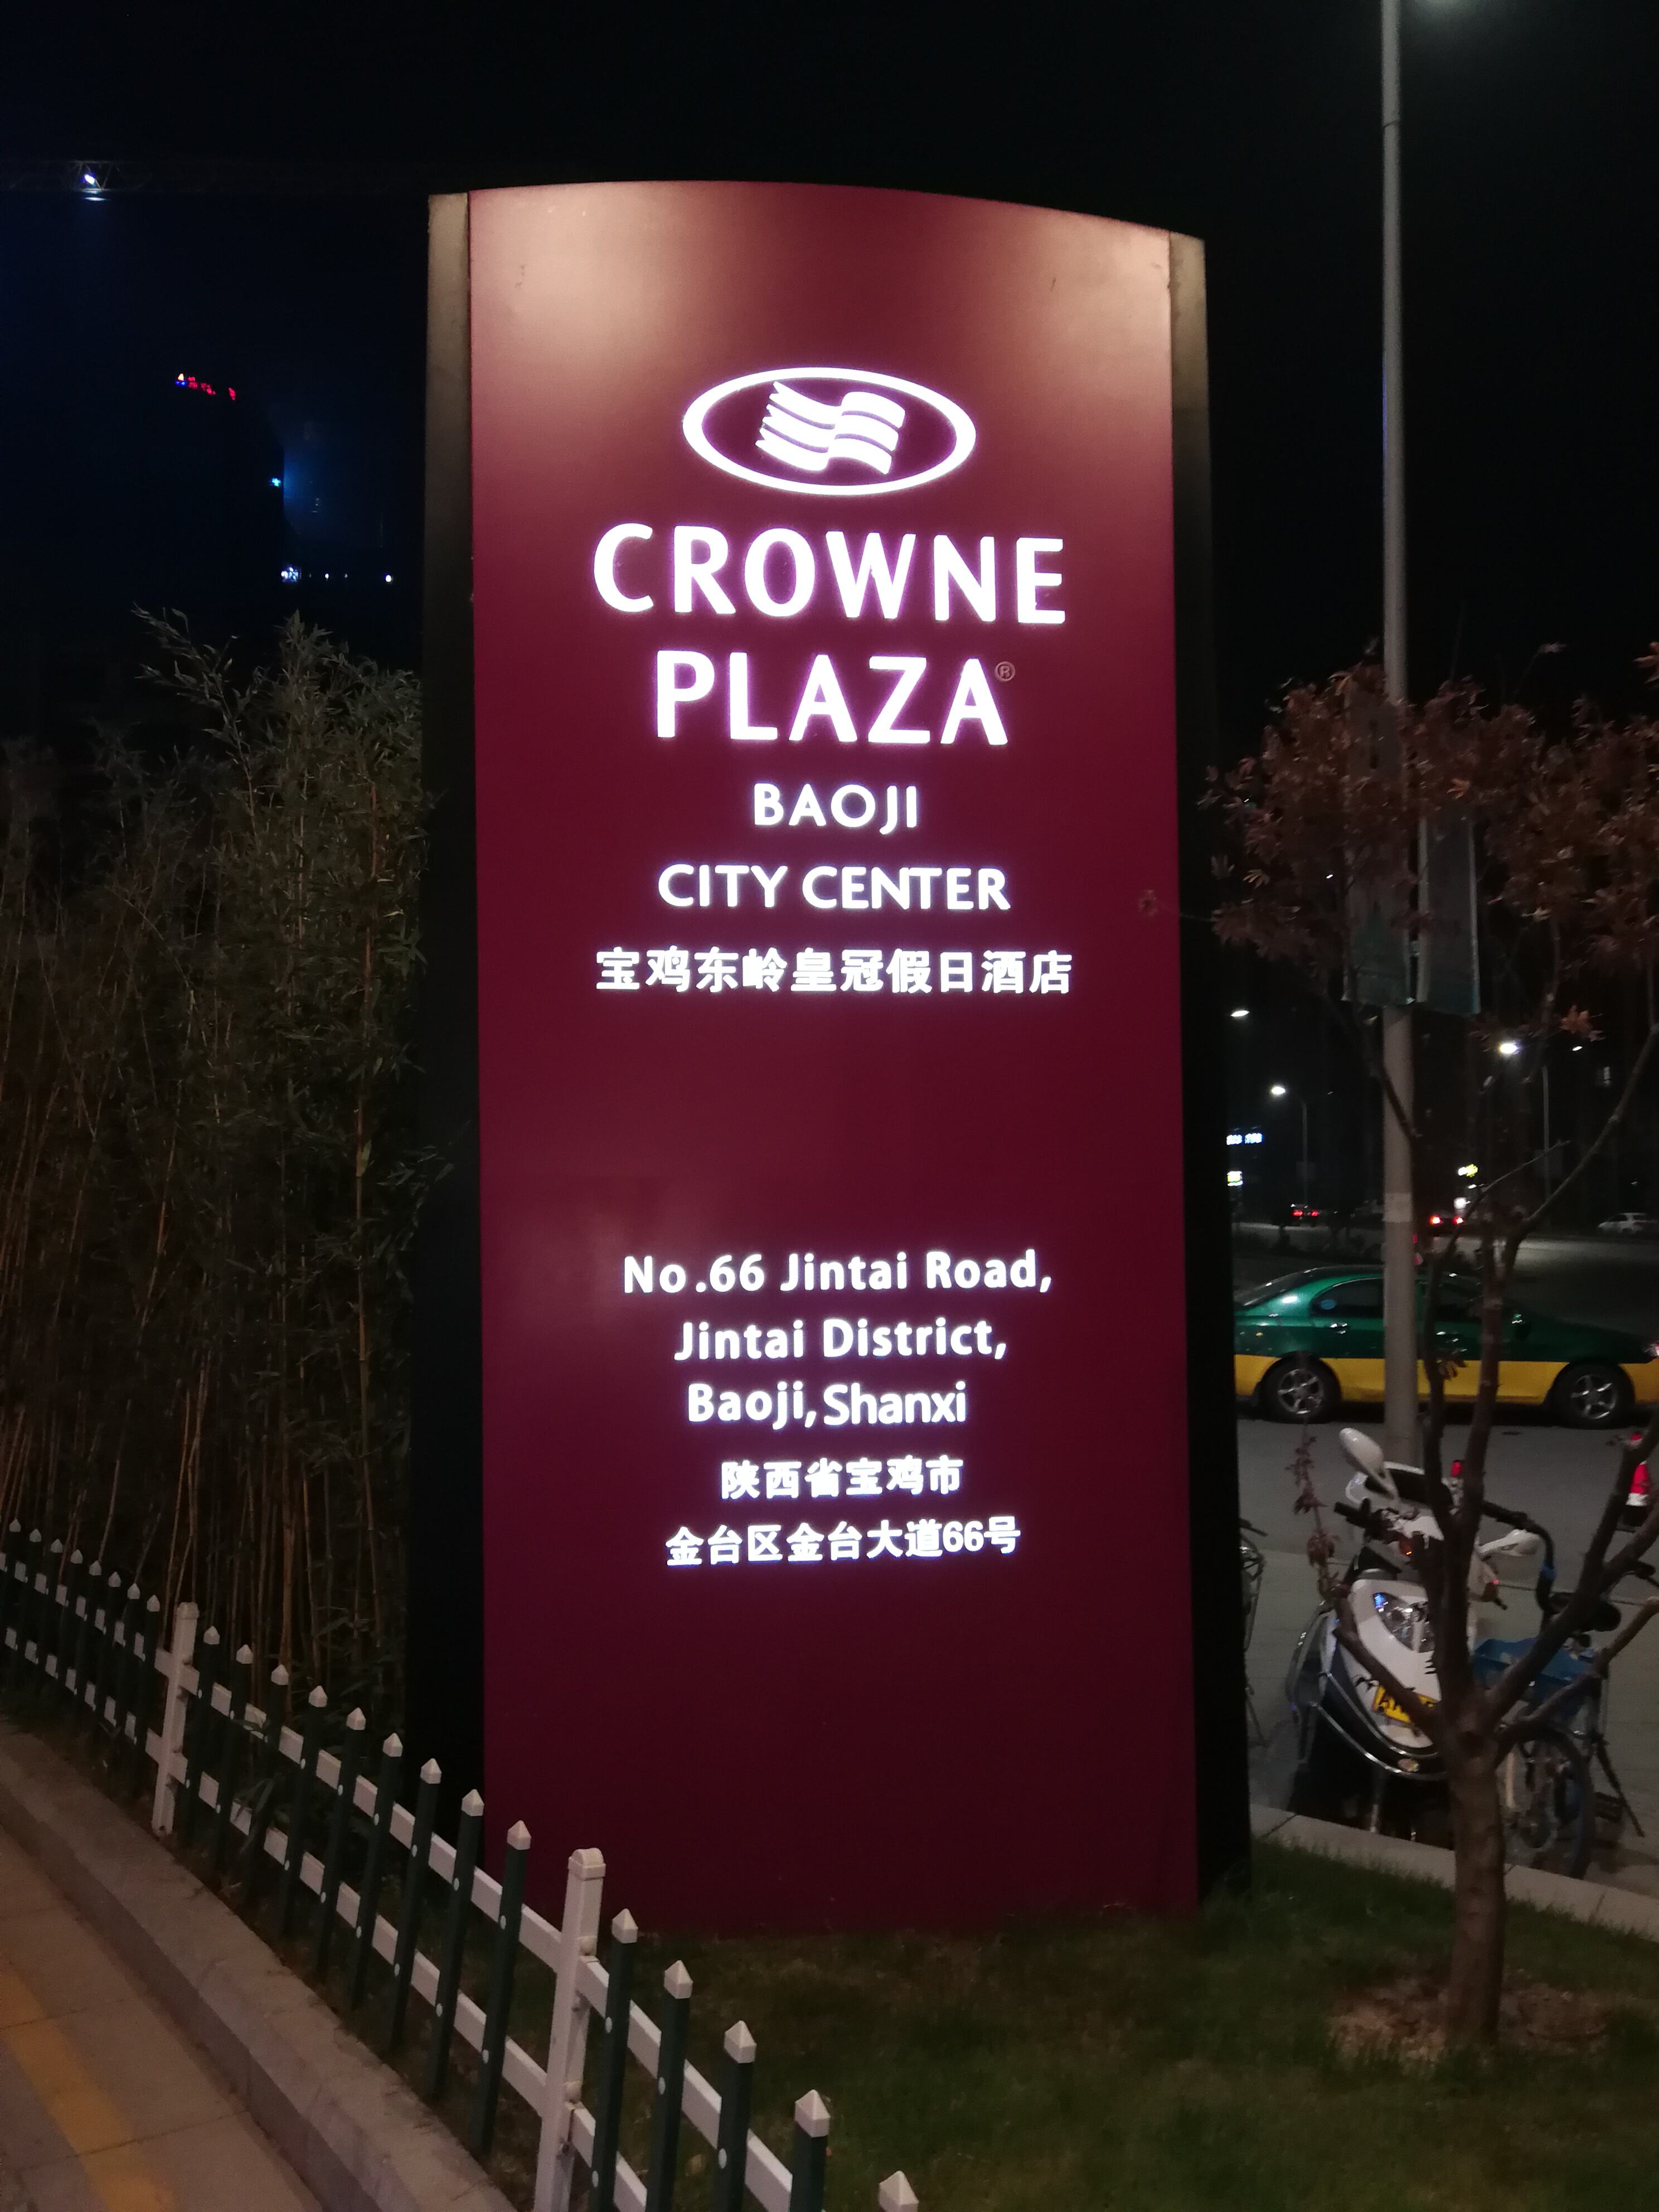 CROWNE
PLAZA®
BAOJI
CITY CENTER
宝鸡东岭皇冠假日酒店
No.66 Jintai Road,
Jintai District,
Baoji, Shanxi
陕西省宝鸡市
金台区金台大道66号